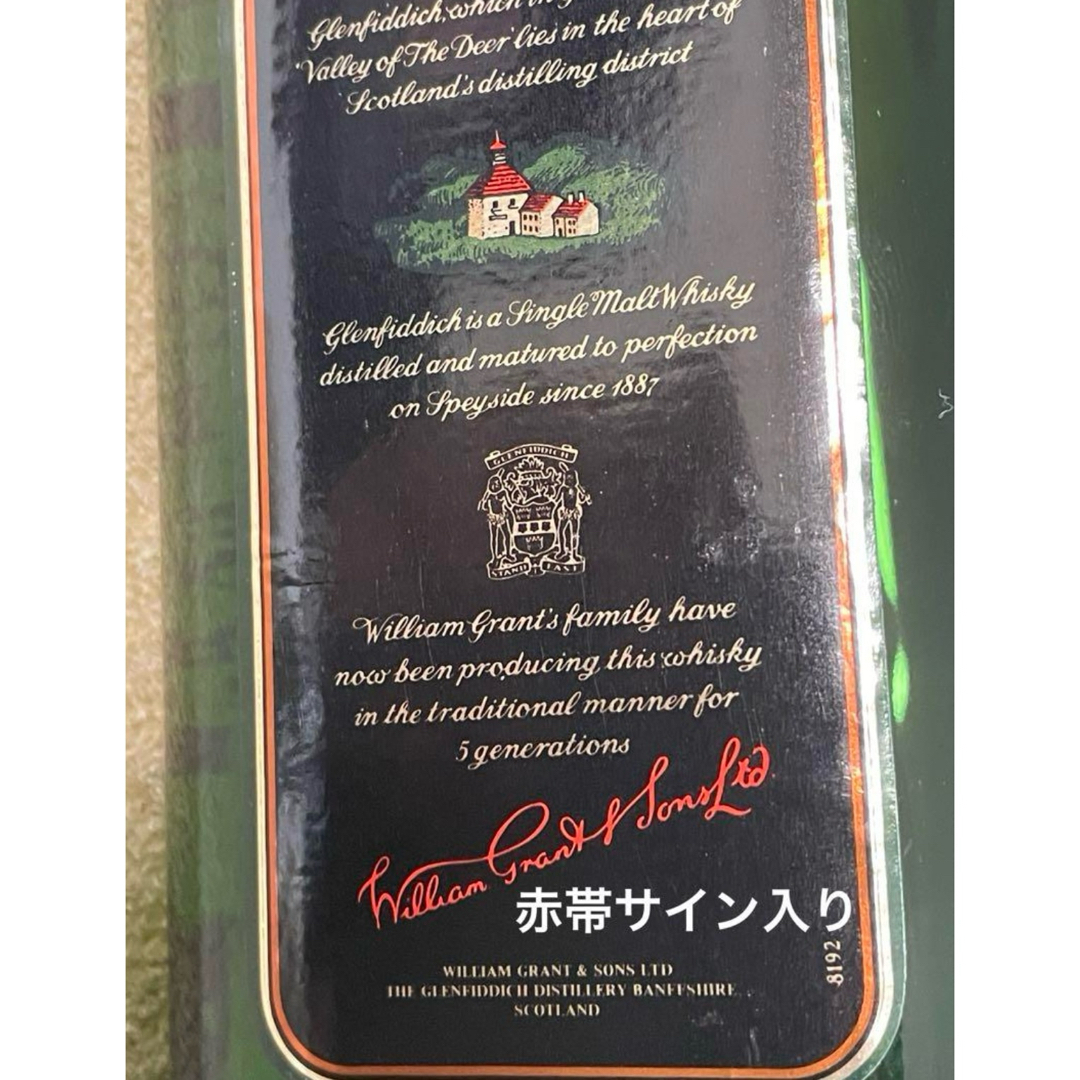 Glenfiddich, which in
'Valley of The Deer' lies in the heart of
Scotland's distilling district
Glenfiddich is a Single Malt Whisky
distilled and matured to perfection
on Speyside since 1887
GLENFIDDICH
STAND FAST
William Grant's family have
now been producing this whisky
in the traditional manner for
5 generations
William Grant & Sons Ltd
赤帯サイン入り
8192
WILLIAM GRANT & SONS LTD
THE GLENFIDDICH DISTILLERY BANFFSHIRE
SCOTLAND